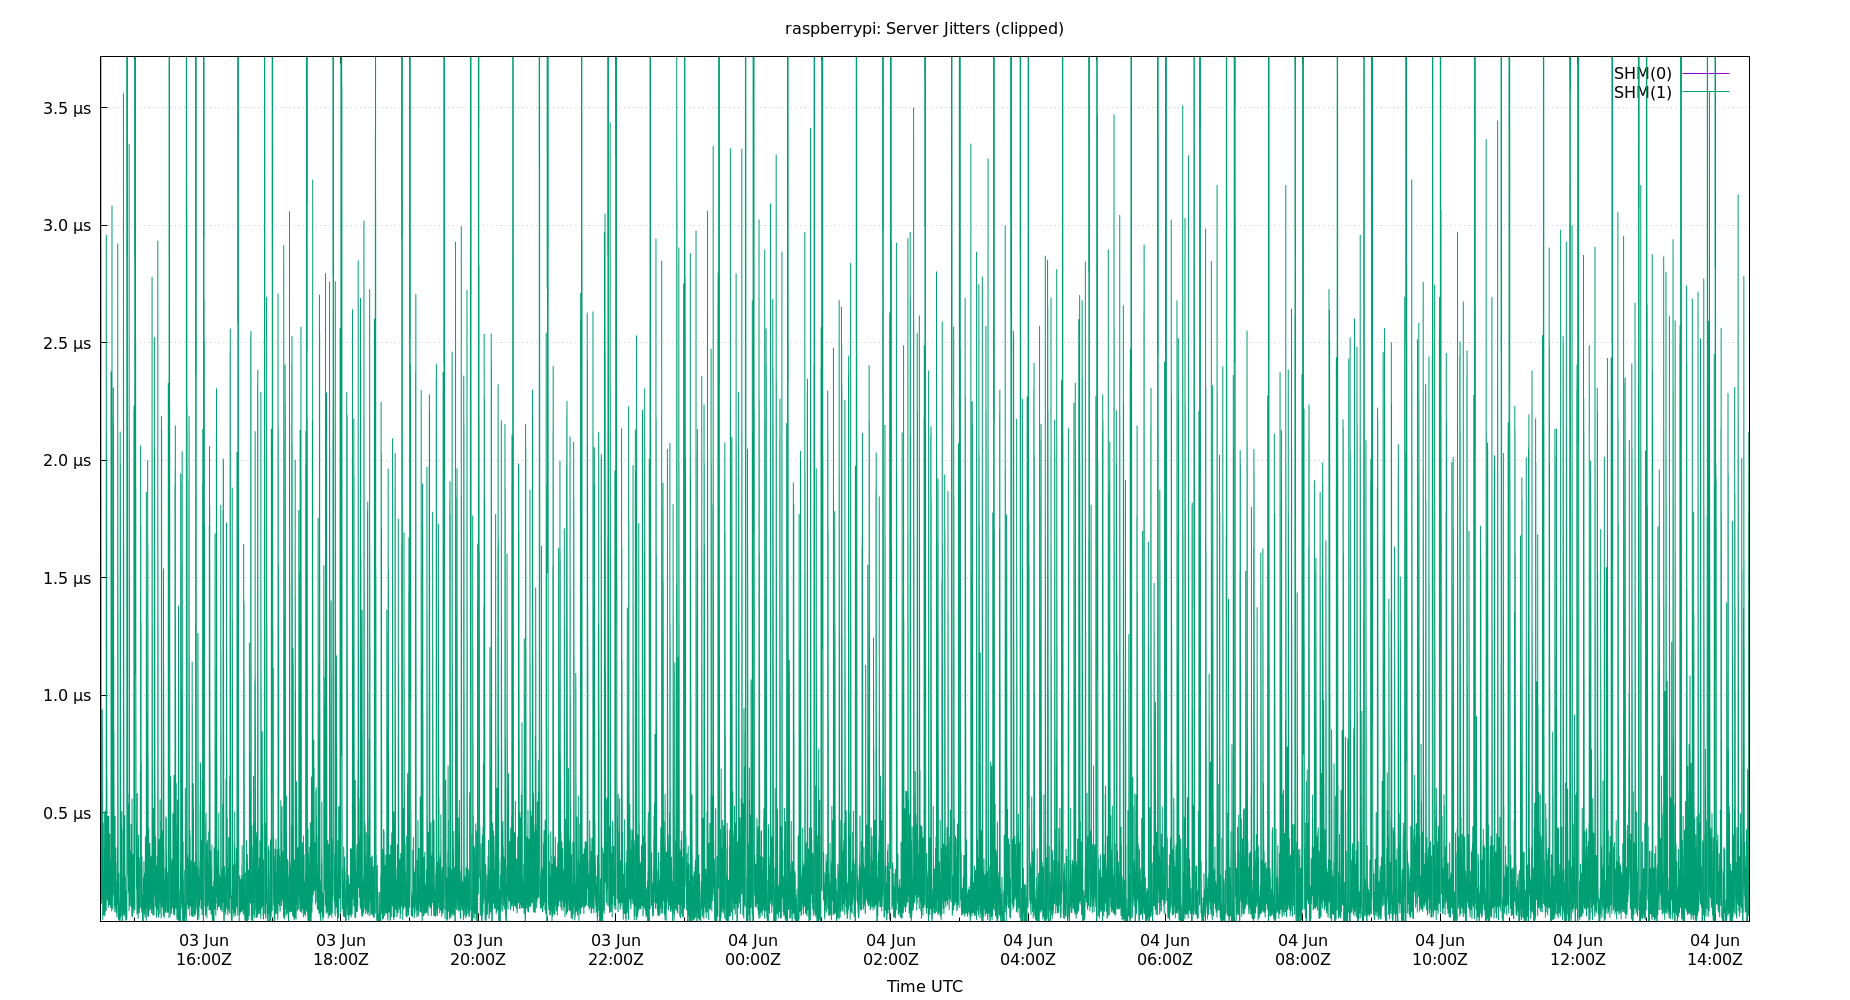 raspberrypi: Server Jitters (clipped)
SHM(0)
SHM(1)
3.5 μs
3.0 μs
2.5 μs
2.0 μs
1.5 μs
1.0 μs
0.5 μs
03 Jun 03 Jun 03 Jun 03 Jun 04 Jun 04 Jun 04 Jun 04 Jun 04 Jun 04 Jun 04 Jun 04 Jun
16:00Z 18:00Z 20:00Z 22:00Z 00:00Z 02:00Z 04:00Z 06:00Z 08:00Z 10:00Z 12:00Z 14:00Z
Time UTC